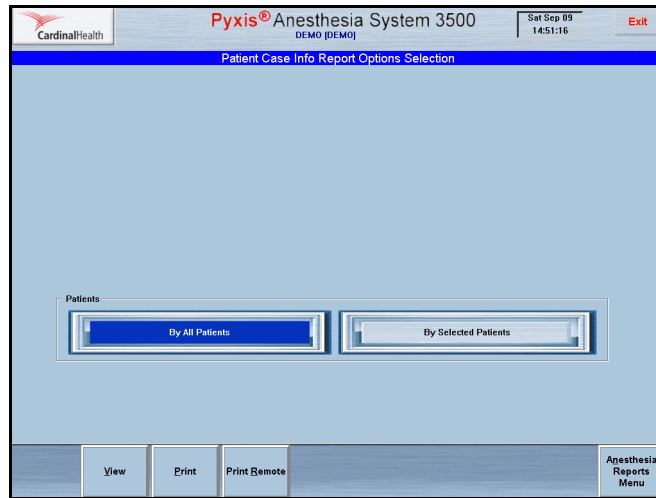 CardinalHealth
Pyxis® Anesthesia System 3500
DEMO [DEMO]
Sat Sep 09
14:51:16
Exit
Patient Case Info Report Options Selection
Patients
By All Patients
By Selected Patients
View
Print
Print Remote
Anesthesia
Reports
Menu